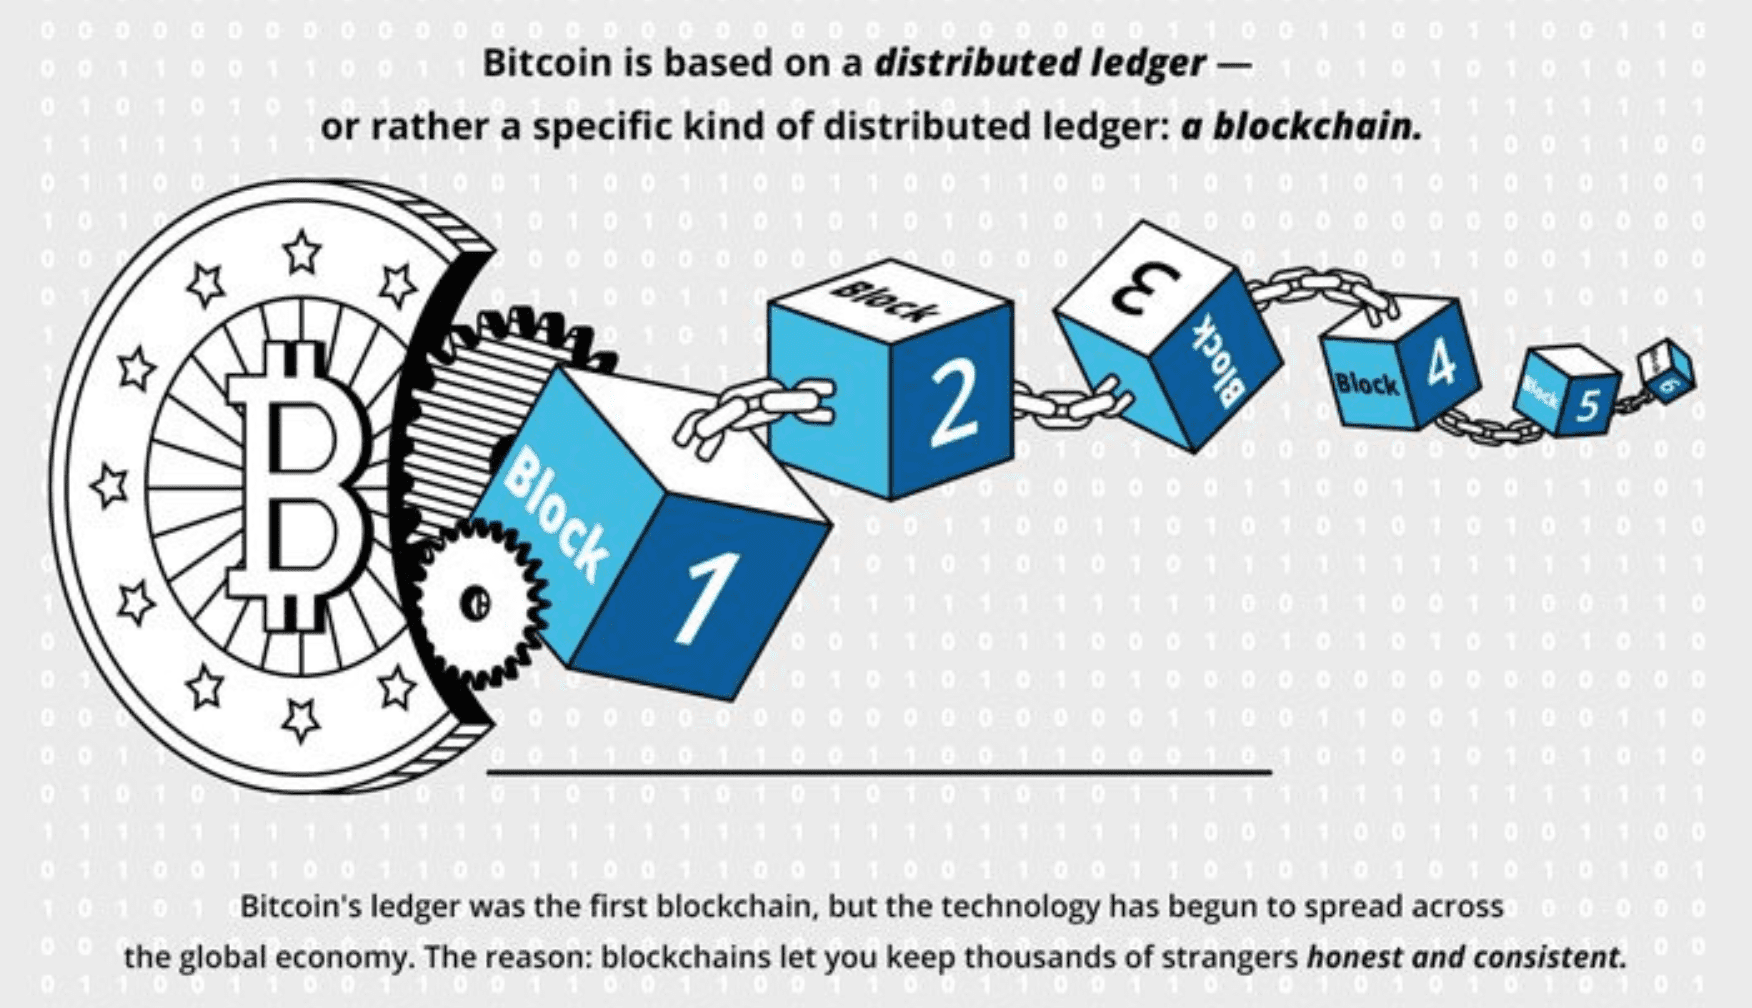 Bitcoin is based on a distributed ledger —
or rather a specific kind of distributed ledger: a blockchain.
Block
1
Block
2
3
Block
Block
4
Block
5
6
Bitcoin's ledger was the first blockchain, but the technology has begun to spread across
the global economy. The reason: blockchains let you keep thousands of strangers honest and consistent.